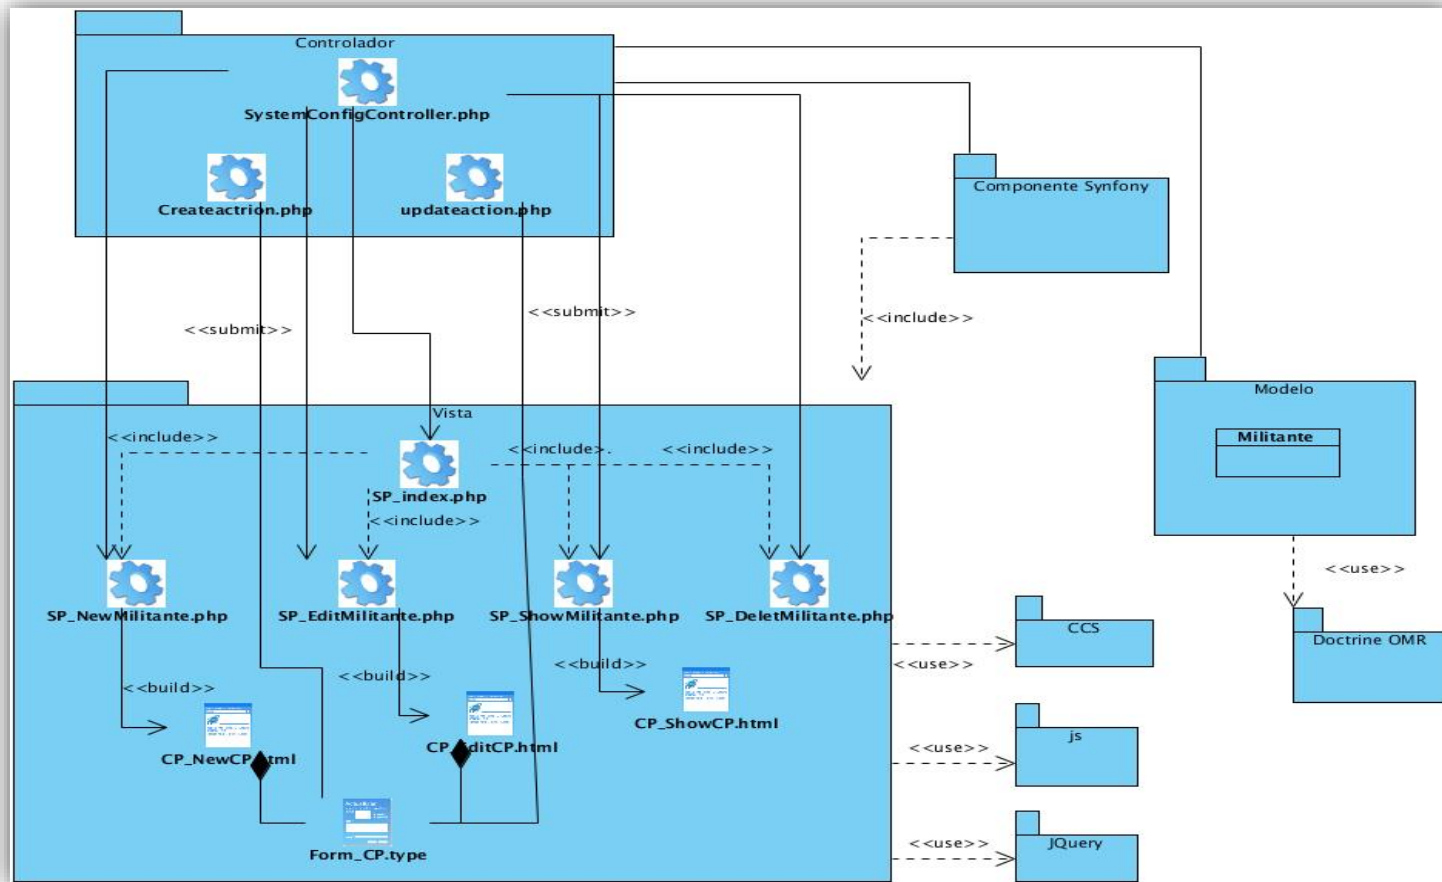 Controlador
SystemConfigController.php
Createactrion.php
updateaction.php
Componente Synfony
<<submit>>
<<submit>>
<<include>>
Modelo
Militante
<<use>>
Doctrine OMR
Vista
<<include>>
<<include>.
<<include>>
SP_index.php
<<include>>
SP_NewMilitante.php
SP_EditMilitante.php
SP_ShowMilitante.php
SP_DeletMilitante.php
CCS
<<use>>
<<build>>
<<build>>
<<build>>
CP_ShowCP.html
CP_EditCP.html
CP_NewCP.html
js
<<use>>
JQuery
<<use>>
Form_CP.type